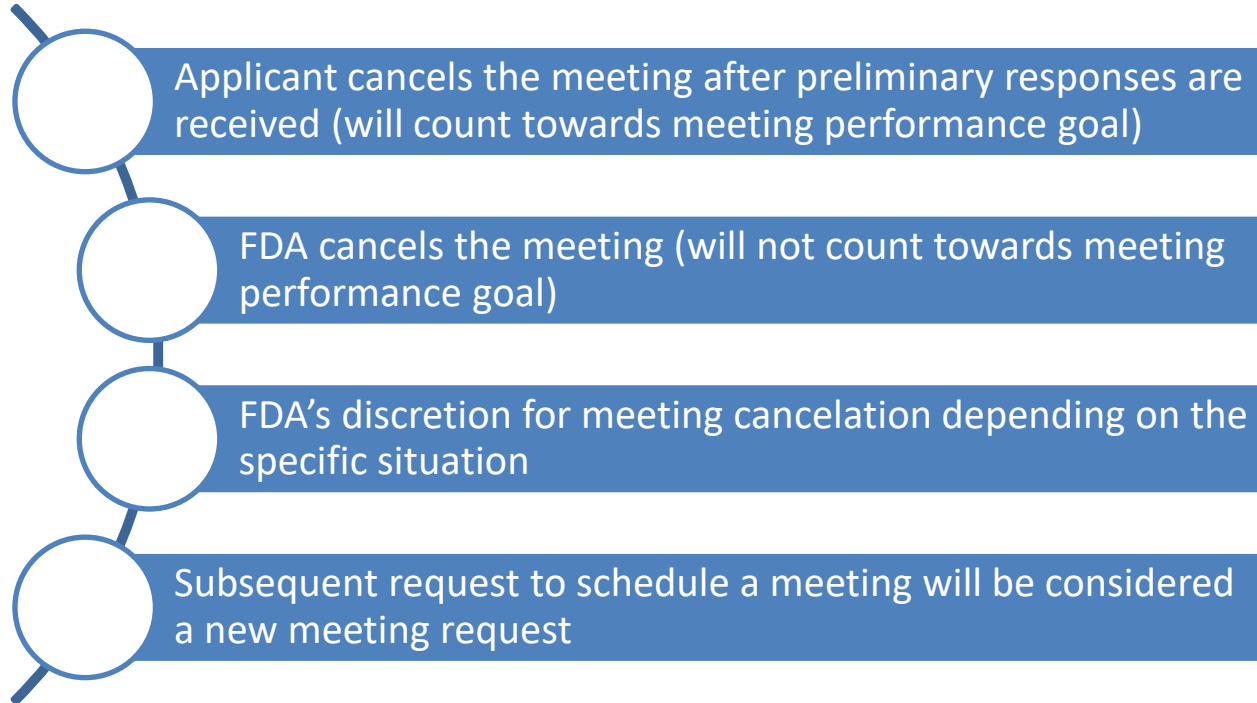 Applicant cancels the meeting after preliminary responses are
received (will count towards meeting performance goal)
FDA cancels the meeting (will not count towards meeting
performance goal)
FDA’s discretion for meeting cancelation depending on the
specific situation
Subsequent request to schedule a meeting will be considered
a new meeting request